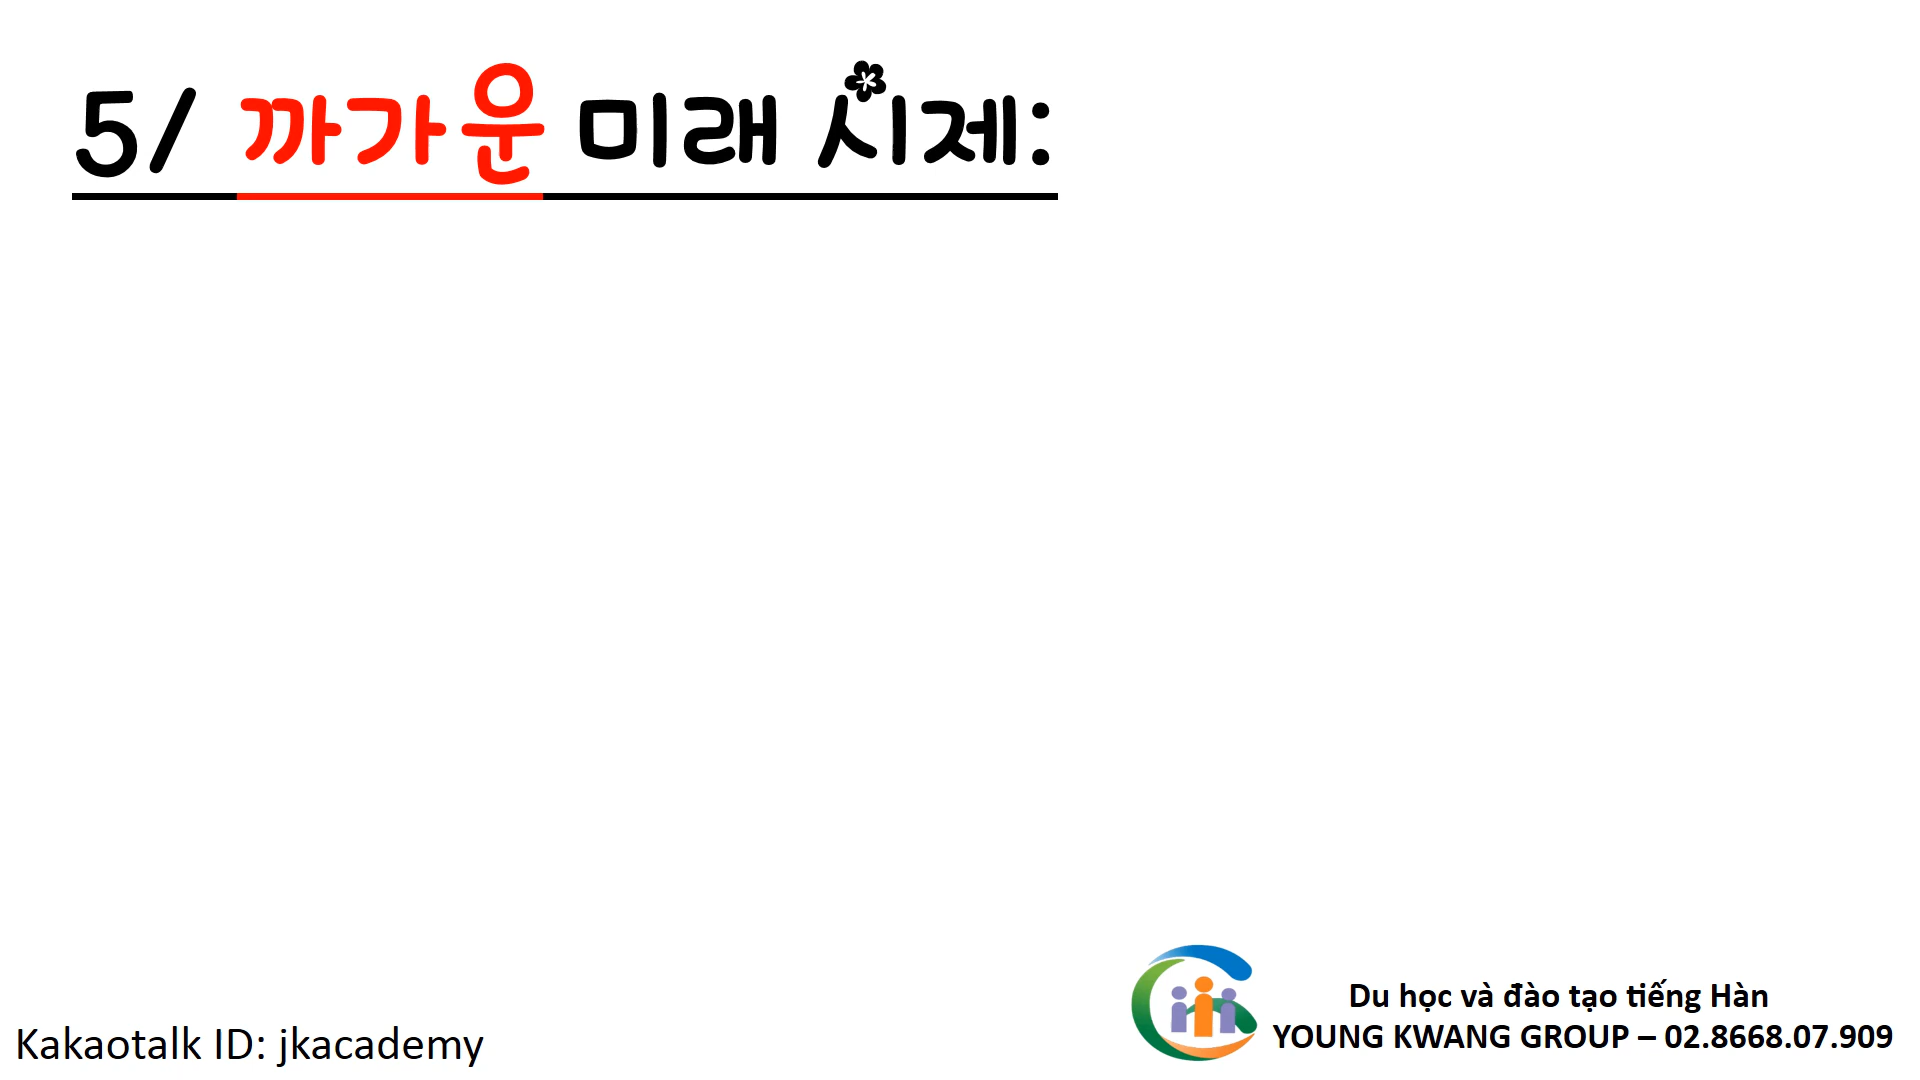 5/ 까가운 미래 시제:
Kakaotalk ID: jkacademy
Du học và đào tạo tiếng Hàn
YOUNG KWANG GROUP – 02.8668.07.909